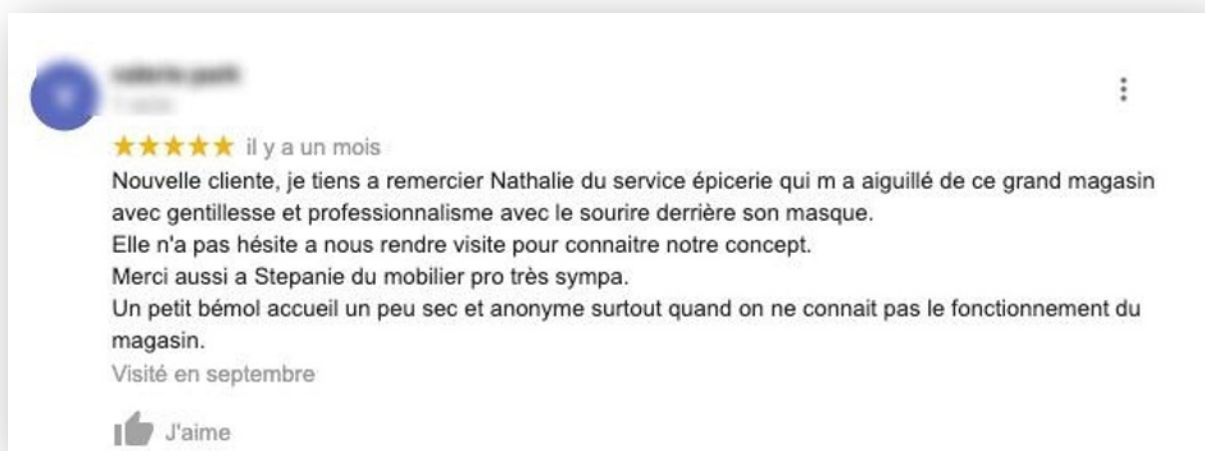 il y a un mois
Nouvelle cliente, je tiens a remercier Nathalie du service épicerie qui m a aiguillé de ce grand magasin
avec gentillesse et professionnalisme avec le sourire derrière son masque.
Elle n'a pas hésite a nous rendre visite pour connaitre notre concept.
Merci aussi a Stepanie du mobilier pro très sympa.
Un petit bémol accueil un peu sec et anonyme surtout quand on ne connait pas le fonctionnement du
magasin.
Visité en septembre
J'aime